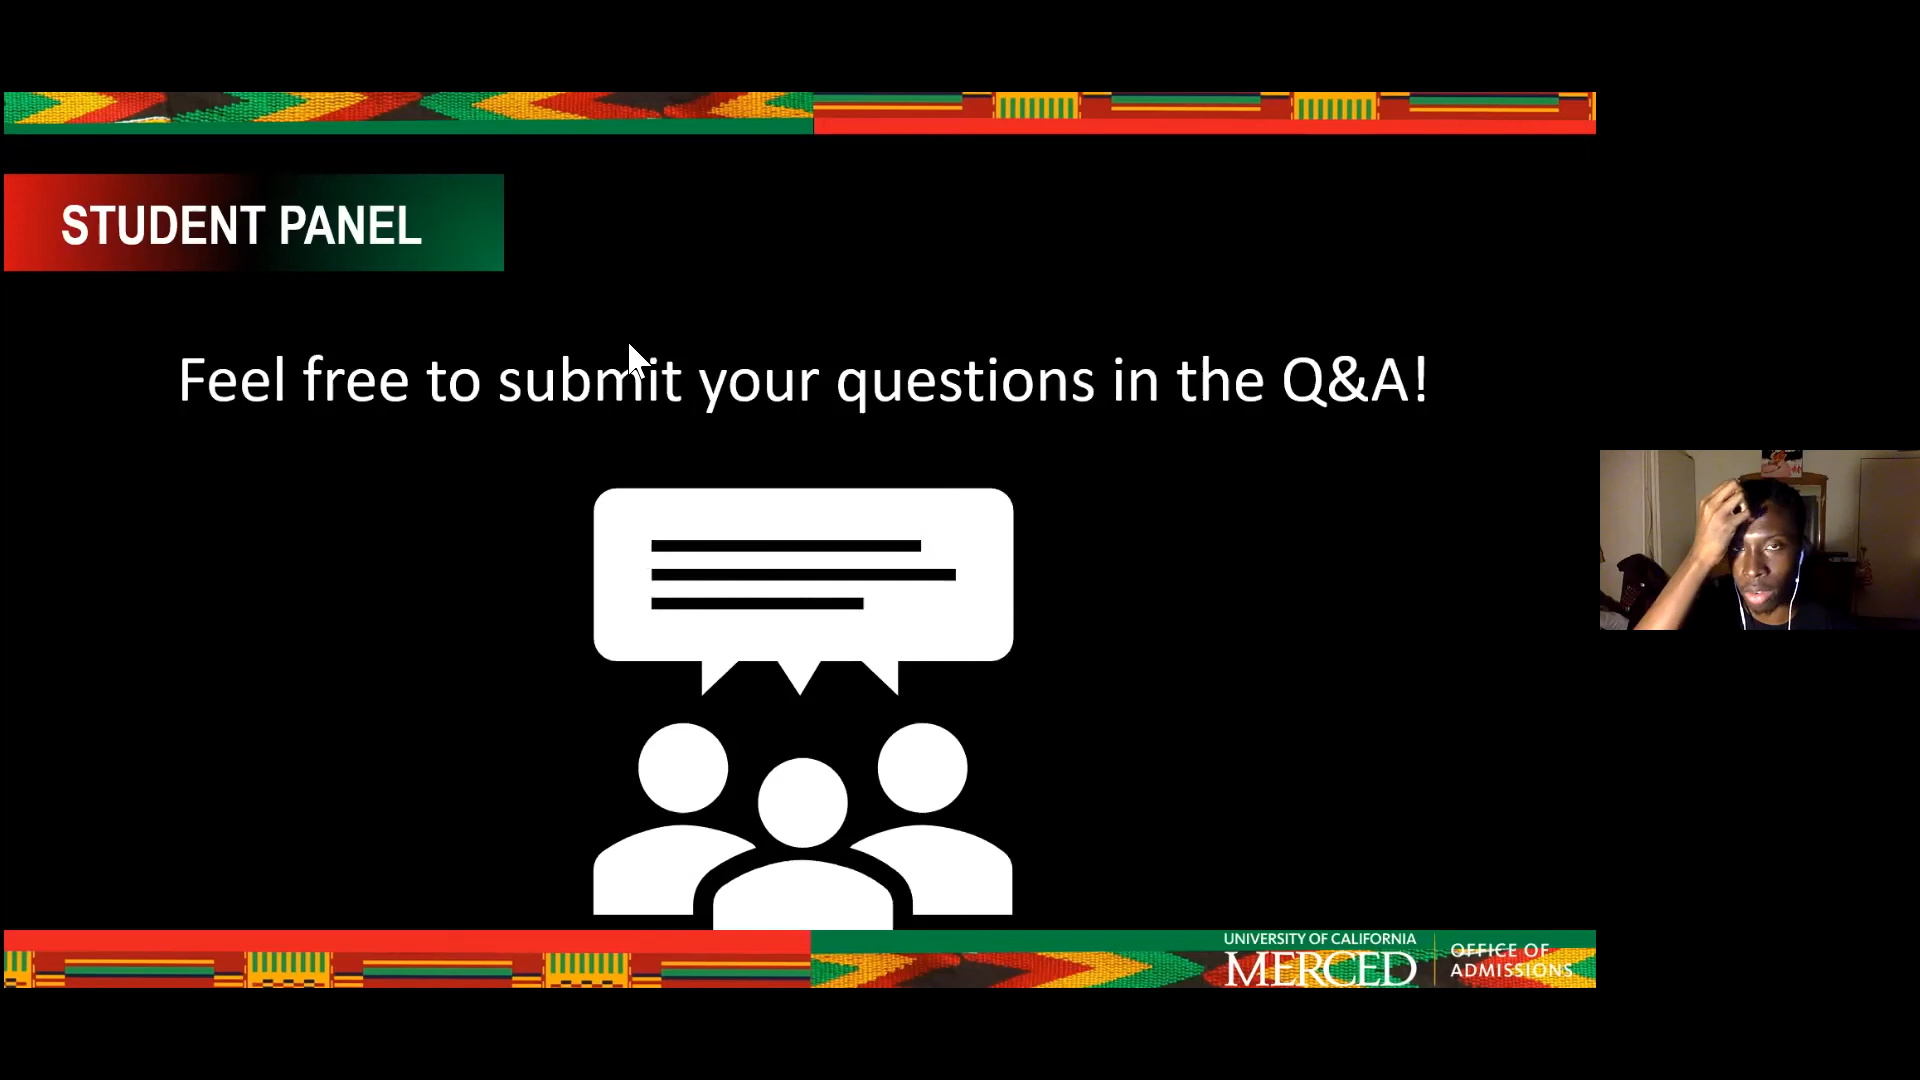 STUDENT PANEL
Feel free to submit your questions in the Q&A!
UNIVERSITY OF CALIFORNIA
MERCED
OFFICE OF
ADMISSIONS